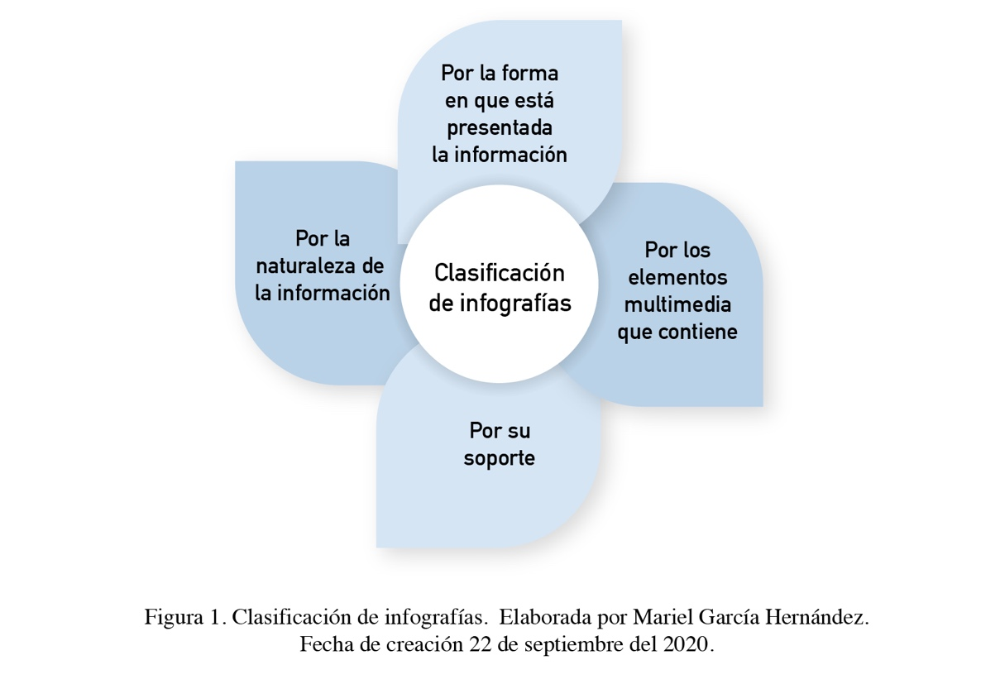 Por la forma
en que está
presentada
la información
Por la
naturaleza de
la información
Clasificación
de infografías
Por los
elementos
multimedia
que contiene
Por su
soporte
Figura 1. Clasificación de infografías.  Elaborada por Mariel García Hernández.
Fecha de creación 22 de septiembre del 2020.